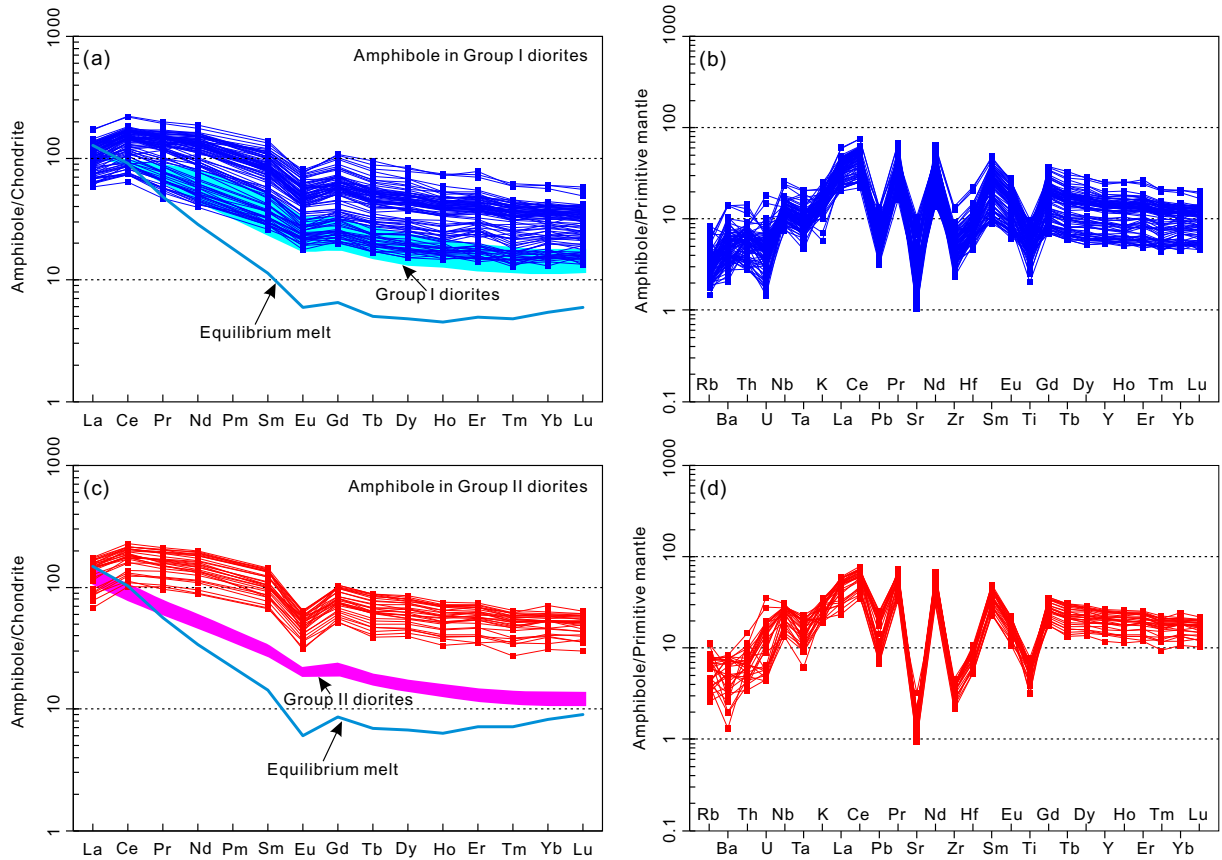 (a)
Amphibole in Group I diorites
Amphibole/Chondrite
1000
100
10
1
Group I diorites
Equilibrium melt
La Ce Pr Nd Pm Sm Eu Gd Tb Dy Ho Er Tm Yb Lu
(b)
Amphibole/Primitive mantle
1000
100
10
1
0.1
Rb Th Nb K Ce Pr Nd Hf Eu Gd Dy Ho Tm Lu
Ba U Ta La Pb Sr Zr Sm Ti Tb Y Er Yb
(c)
Amphibole in Group II diorites
Amphibole/Chondrite
1000
100
10
1
Group II diorites
Equilibrium melt
La Ce Pr Nd Pm Sm Eu Gd Tb Dy Ho Er Tm Yb Lu
(d)
Amphibole/Primitive mantle
1000
100
10
1
0.1
Rb Th Nb K Ce Pr Nd Hf Eu Gd Dy Ho Tm Lu
Ba U Ta La Pb Sr Zr Sm Ti Tb Y Er Yb